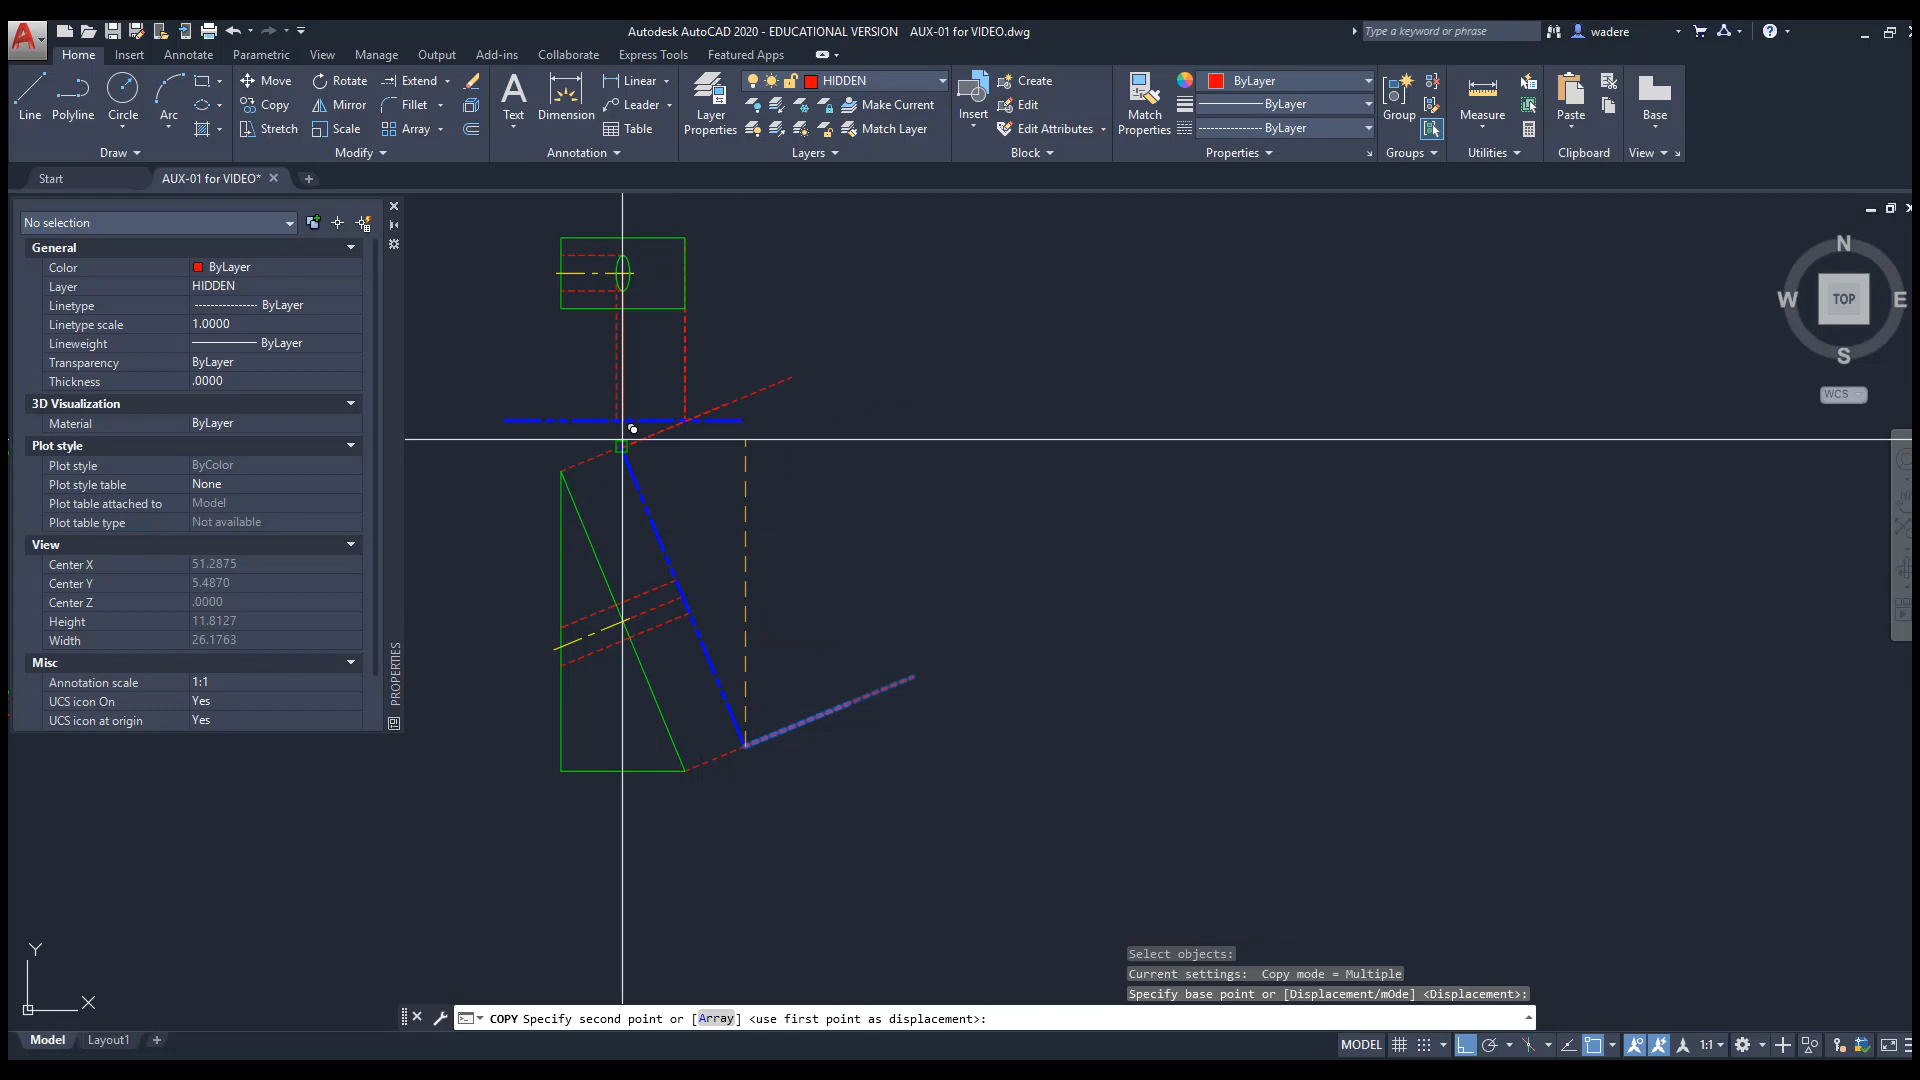 Autodesk AutoCAD 2020 - EDUCATIONAL VERSION AUX-01 for VIDEO.dwg
Type a keyword or phrase
wadere
Home Insert Annotate Parametric View Manage Output Add-ins Collaborate Express Tools Featured Apps
Move Rotate Extend Linear HIDDEN Create ByLayer
Copy Mirror Fillet Leader Make Current Edit ByLayer
Line Polyline Circle Arc Text Dimension Layer Properties Insert Match Properties Group Measure Paste Base
Stretch Scale Array Table Match Layer Edit Attributes ByLayer
Draw Modify Annotation Layers Block Properties Groups Utilities Clipboard View
Start AUX-01 for VIDEO*
No selection
General
Color ByLayer
Layer HIDDEN
Linetype ByLayer
Linetype scale 1.0000
Lineweight ByLayer
Transparency ByLayer
Thickness .0000
3D Visualization
Material ByLayer
Plot style
Plot style ByColor
Plot style table None
Plot table attached to Model
Plot table type Not available
View
Center X 51.2875
Center Y 5.4870
Center Z .0000
Height 11.8127
Width 26.1763
Misc
Annotation scale 1:1
UCS icon On Yes
UCS icon at origin Yes
PROPERTIES
N
W TOP E
S
WCS
Y
X
Select objects:
Current settings: Copy mode = Multiple
Specify base point or [Displacement/mOde] <Displacement>:
COPY Specify second point or [Array] <use first point as displacement>:
Model Layout1
MODEL 1:1